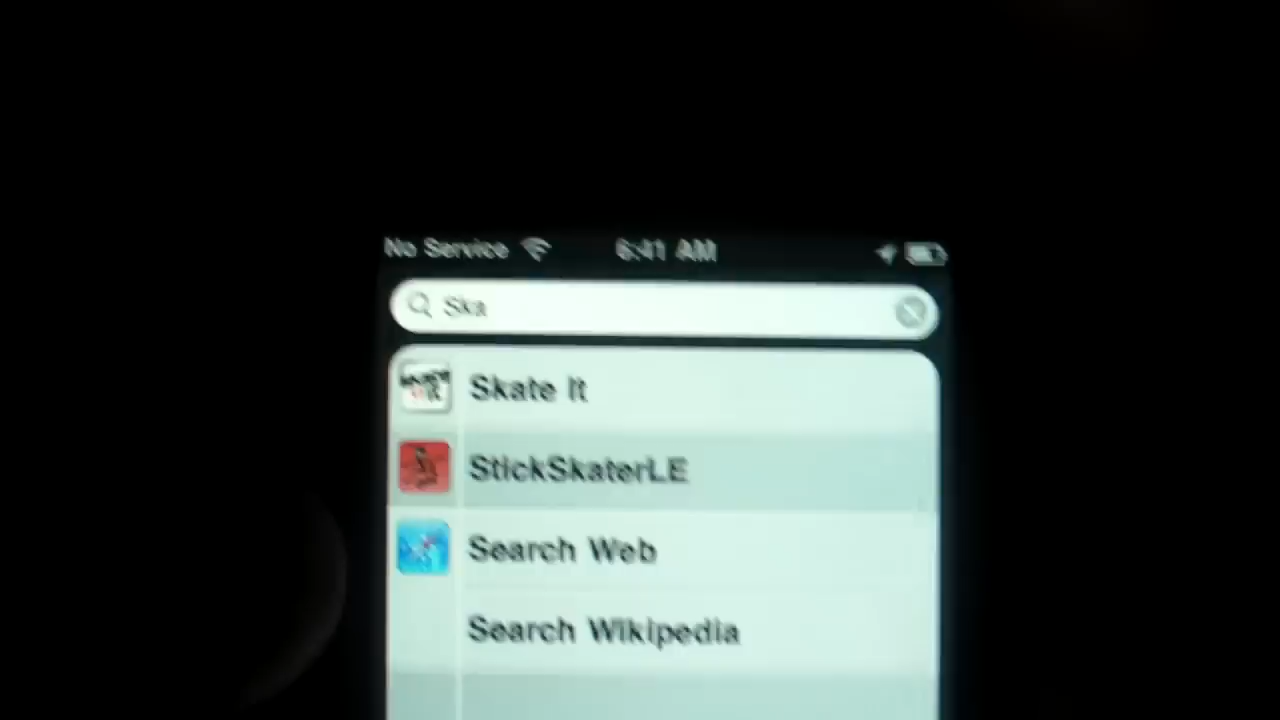 No Service 6:41 AM
Ska
Skate It
StickSkaterLE
Search Web
Search Wikipedia